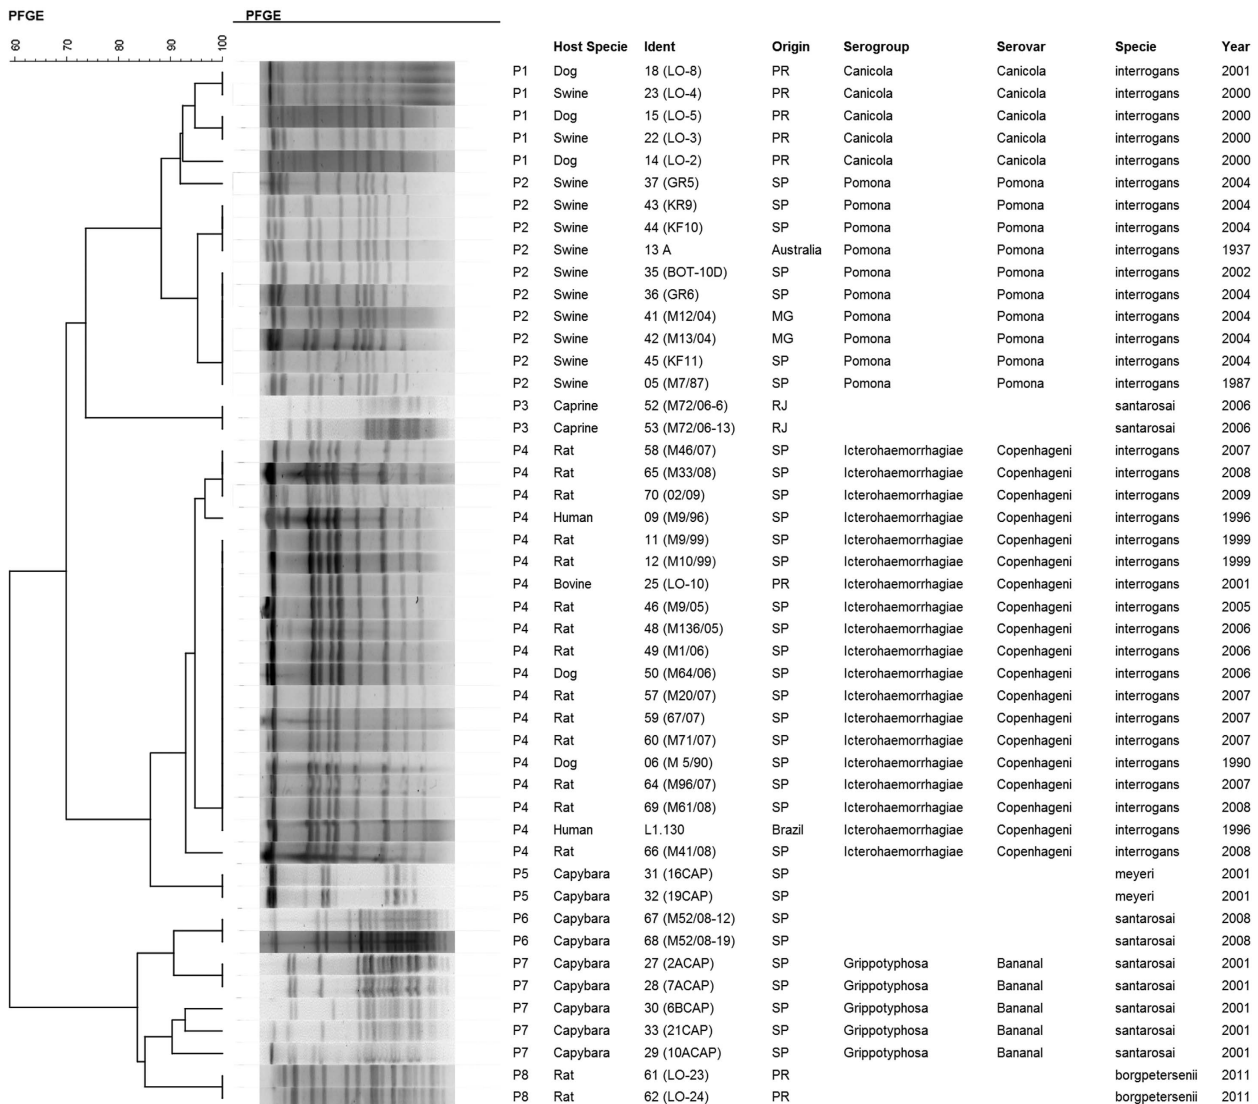 PFGE PFGE
60 70 80 90 100
Host Specie Ident Origin Serogroup Serovar Specie Year
P1 Dog 18 (LO-8) PR Canicola Canicola interrogans 2001
P1 Swine 23 (LO-4) PR Canicola Canicola interrogans 2000
P1 Dog 15 (LO-5) PR Canicola Canicola interrogans 2000
P1 Swine 22 (LO-3) PR Canicola Canicola interrogans 2000
P1 Dog 14 (LO-2) PR Canicola Canicola interrogans 2000
P2 Swine 37 (GR5) SP Pomona Pomona interrogans 2004
P2 Swine 43 (KR9) SP Pomona Pomona interrogans 2004
P2 Swine 44 (KF10) SP Pomona Pomona interrogans 2004
P2 Swine 13 A Australia Pomona Pomona interrogans 1937
P2 Swine 35 (BOT-10D) SP Pomona Pomona interrogans 2002
P2 Swine 36 (GR6) SP Pomona Pomona interrogans 2004
P2 Swine 41 (M12/04) MG Pomona Pomona interrogans 2004
P2 Swine 42 (M13/04) MG Pomona Pomona interrogans 2004
P2 Swine 45 (KF11) SP Pomona Pomona interrogans 2004
P2 Swine 05 (M7/87) SP Pomona Pomona interrogans 1987
P3 Caprine 52 (M72/06-6) RJ santarosai 2006
P3 Caprine 53 (M72/06-13) RJ santarosai 2006
P4 Rat 58 (M46/07) SP Icterohaemorrhagiae Copenhageni interrogans 2007
P4 Rat 65 (M33/08) SP Icterohaemorrhagiae Copenhageni interrogans 2008
P4 Rat 70 (02/09) SP Icterohaemorrhagiae Copenhageni interrogans 2009
P4 Human 09 (M9/96) SP Icterohaemorrhagiae Copenhageni interrogans 1996
P4 Rat 11 (M9/99) SP Icterohaemorrhagiae Copenhageni interrogans 1999
P4 Rat 12 (M10/99) SP Icterohaemorrhagiae Copenhageni interrogans 1999
P4 Bovine 25 (LO-10) PR Icterohaemorrhagiae Copenhageni interrogans 2001
P4 Rat 46 (M9/05) SP Icterohaemorrhagiae Copenhageni interrogans 2005
P4 Rat 48 (M136/05) SP Icterohaemorrhagiae Copenhageni interrogans 2006
P4 Rat 49 (M1/06) SP Icterohaemorrhagiae Copenhageni interrogans 2006
P4 Dog 50 (M64/06) SP Icterohaemorrhagiae Copenhageni interrogans 2006
P4 Rat 57 (M20/07) SP Icterohaemorrhagiae Copenhageni interrogans 2007
P4 Rat 59 (67/07) SP Icterohaemorrhagiae Copenhageni interrogans 2007
P4 Rat 60 (M71/07) SP Icterohaemorrhagiae Copenhageni interrogans 2007
P4 Dog 06 (M 5/90) SP Icterohaemorrhagiae Copenhageni interrogans 1990
P4 Rat 64 (M96/07) SP Icterohaemorrhagiae Copenhageni interrogans 2007
P4 Rat 69 (M61/08) SP Icterohaemorrhagiae Copenhageni interrogans 2008
P4 Human L1.130 Brazil Icterohaemorrhagiae Copenhageni interrogans 1996
P4 Rat 66 (M41/08) SP Icterohaemorrhagiae Copenhageni interrogans 2008
P5 Capybara 31 (16CAP) SP meyeri 2001
P5 Capybara 32 (19CAP) SP meyeri 2001
P6 Capybara 67 (M52/08-12) SP santarosai 2008
P6 Capybara 68 (M52/08-19) SP santarosai 2008
P7 Capybara 27 (2ACAP) SP Grippotyphosa Bananal santarosai 2001
P7 Capybara 28 (7ACAP) SP Grippotyphosa Bananal santarosai 2001
P7 Capybara 30 (6BCAP) SP Grippotyphosa Bananal santarosai 2001
P7 Capybara 33 (21CAP) SP Grippotyphosa Bananal santarosai 2001
P7 Capybara 29 (10ACAP) SP Grippotyphosa Bananal santarosai 2001
P8 Rat 61 (LO-23) PR borgpetersenii 2011
P8 Rat 62 (LO-24) PR borgpetersenii 2011